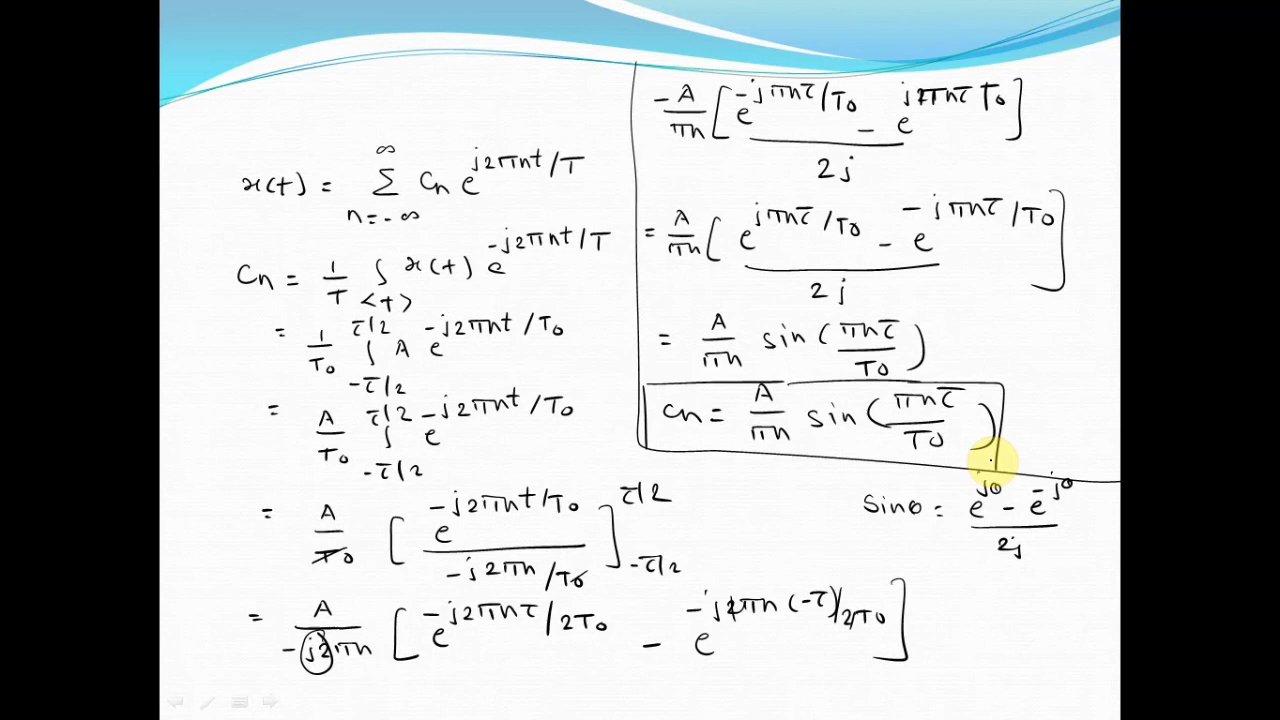 x(t) = ∞ Σ n=-∞ Cn e^{j2πnt/T}
Cn = 1/T ∫<T> x(t) e^{-j2πnt/T}
= 1/T0 ∫_{-τ/2}^{τ/2} A e^{-j2πnt/T0}
= A/T0 ∫_{-τ/2}^{τ/2} e^{-j2πnt/T0}
= A/T0 [ e^{-j2πnt/T0} / (-j2πn/T0) ]_{-τ/2}^{τ/2}
= A/(-j2πn) [ e^{-j2πnτ/2T0} - e^{-j2πn(-τ)/2T0} ]
-A/πn [ (e^{-jπnτ/T0} - e^{jπnτ/T0}) / 2j ]
= A/πn [ (e^{jπnτ/T0} - e^{-jπnτ/T0}) / 2j ]
= A/πn sin(πnτ/T0)
Cn = A/πn sin(πnτ/T0)
sinθ = (e^{jθ} - e^{-jθ}) / 2j